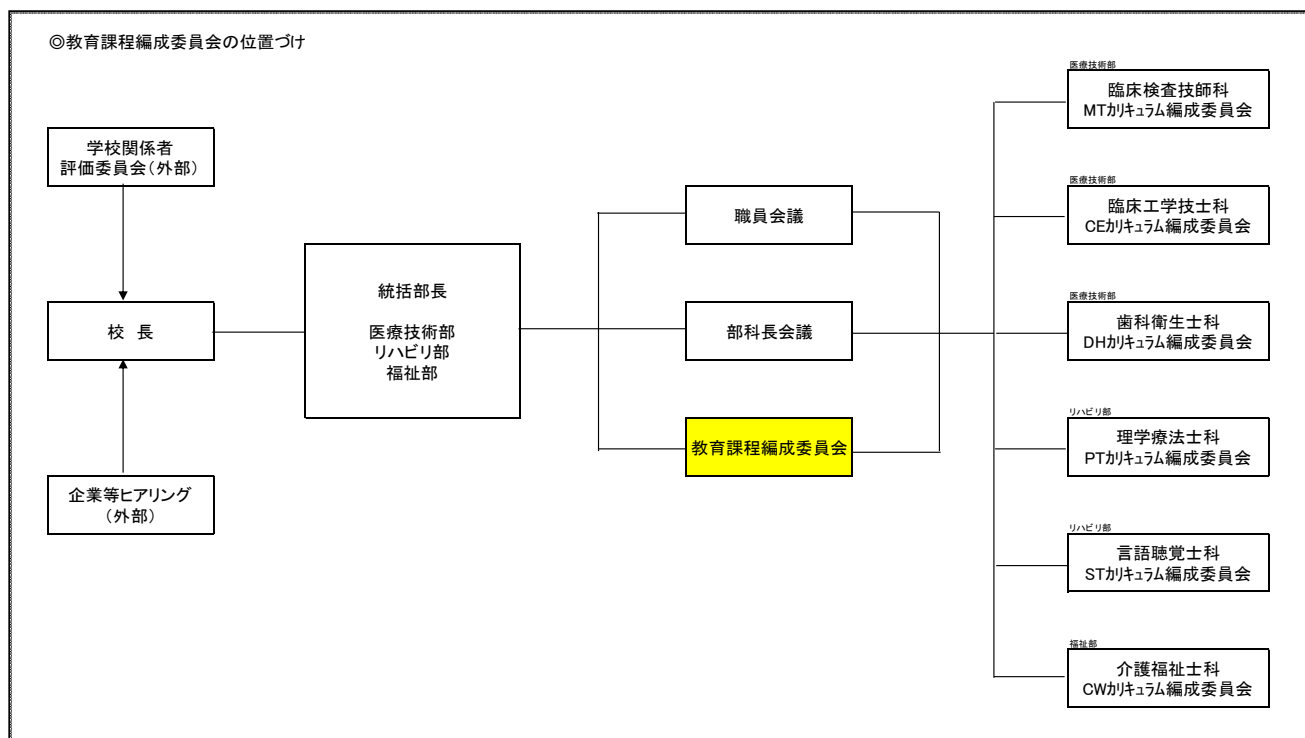 ◎教育課程編成委員会の位置づけ
学校関係者
評価委員会(外部)
校 長
企業等ヒアリング
(外部)
統括部長
医療技術部
リハビリ部
福祉部
職員会議
部科長会議
教育課程編成委員会
医療技術部
臨床検査技師科
MTカリキュラム編成委員会
医療技術部
臨床工学技士科
CEカリキュラム編成委員会
医療技術部
歯科衛生士科
DHカリキュラム編成委員会
リハビリ部
理学療法士科
PTカリキュラム編成委員会
リハビリ部
言語聴覚士科
STカリキュラム編成委員会
福祉部
介護福祉士科
CWカリキュラム編成委員会